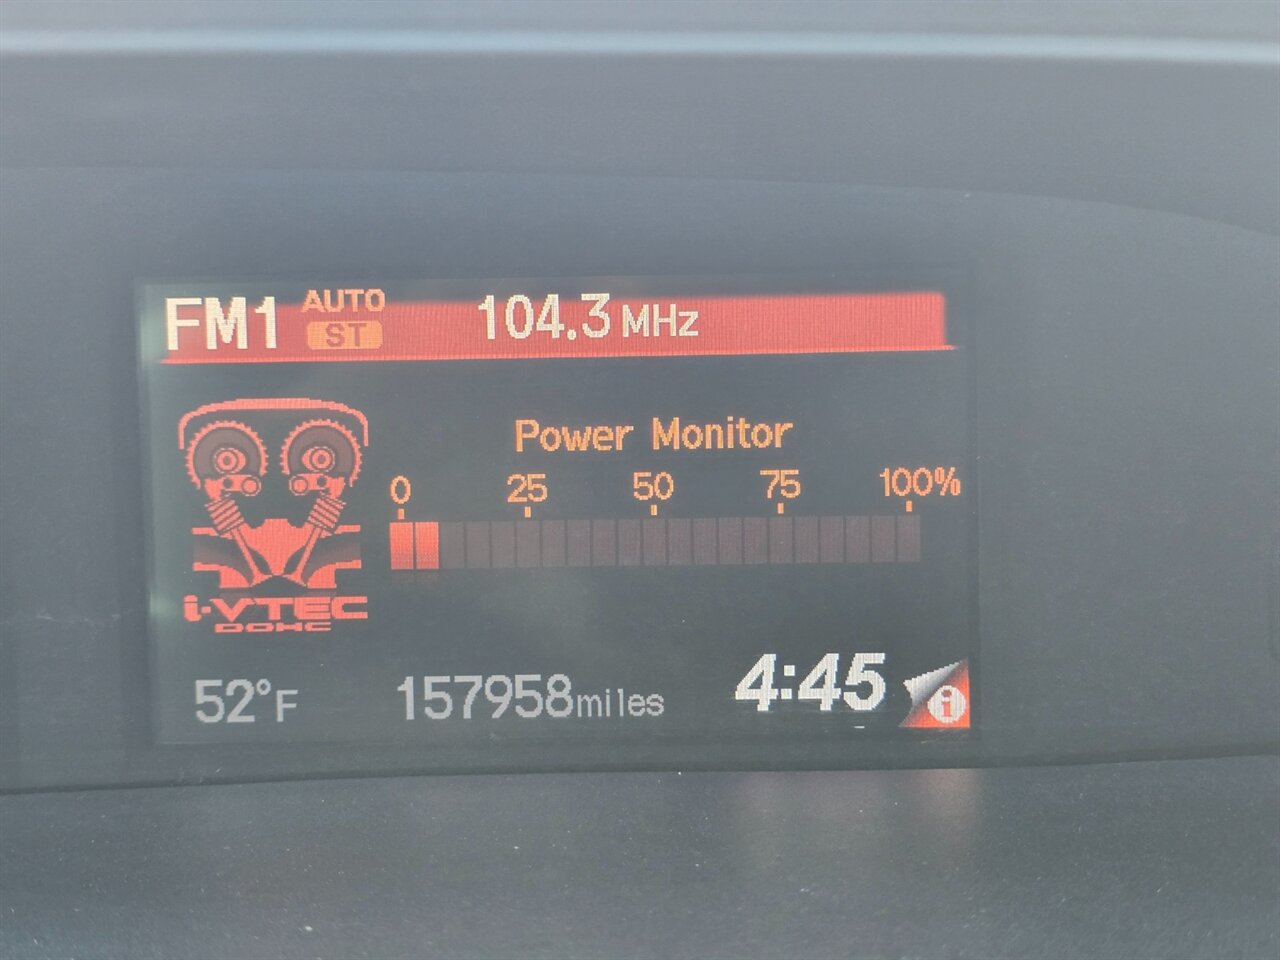 FM1 AUTO ST 104.3 MHz
Power Monitor
0 25 50 75 100%
i-VTEC
DOHC
52°F 157958miles 4:45 i